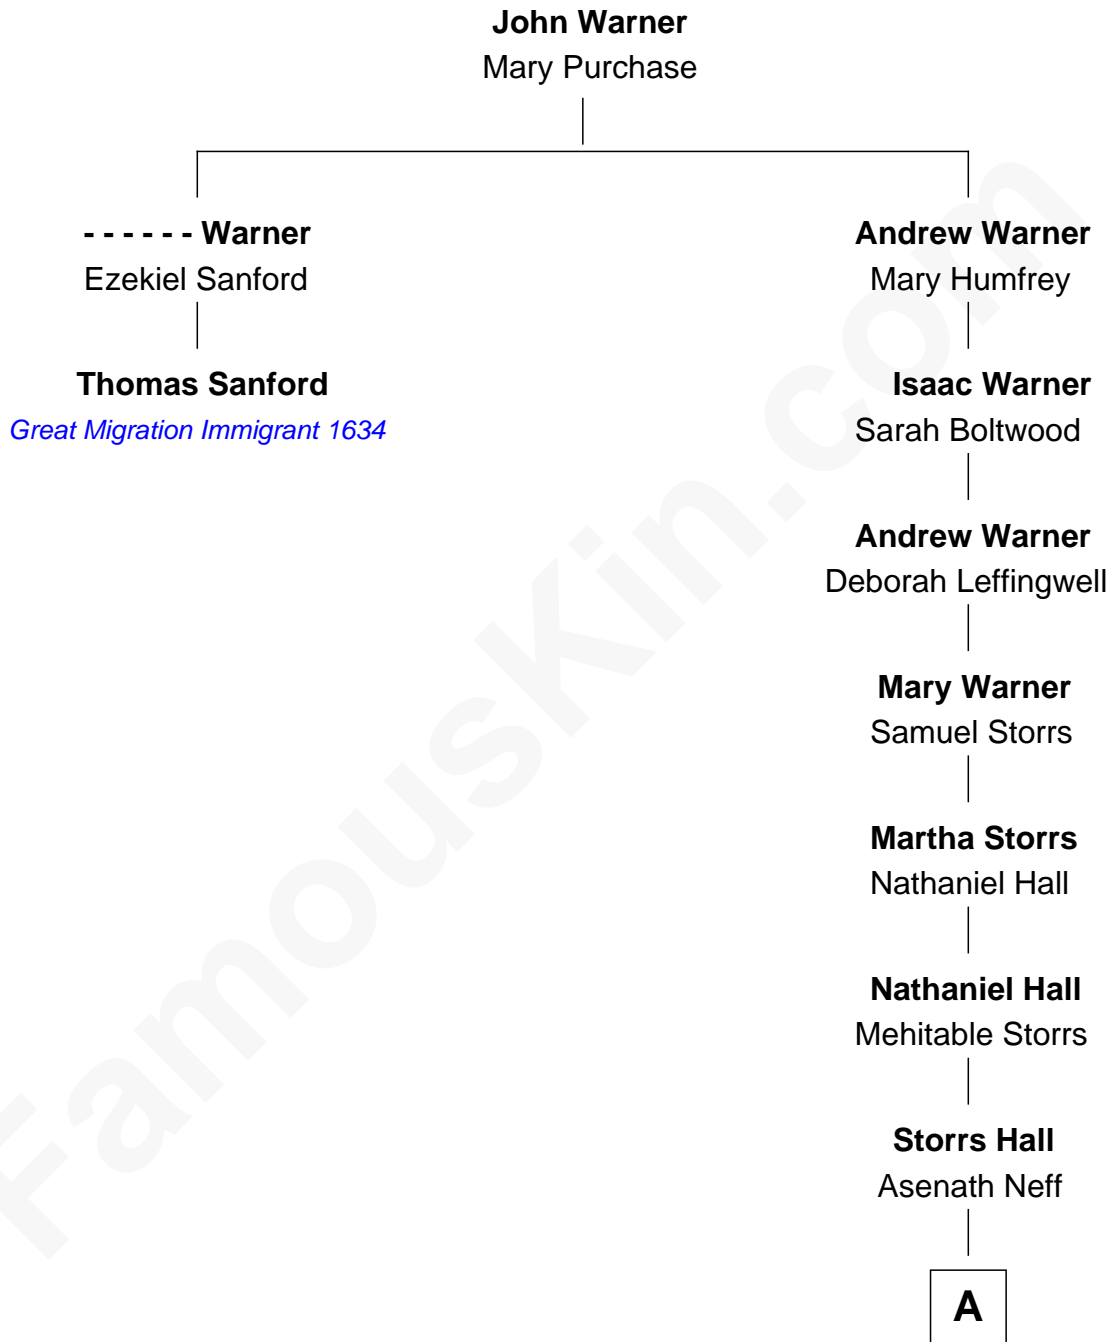 John Warner
Mary Purchase
- - - - - - Warner
Ezekiel Sanford
Thomas Sanford
Great Migration Immigrant 1634
Andrew Warner
Mary Humfrey
Isaac Warner
Sarah Boltwood
Andrew Warner
Deborah Leffingwell
Mary Warner
Samuel Storrs
Martha Storrs
Nathaniel Hall
Nathaniel Hall
Mehitable Storrs
Storrs Hall
Asenath Neff
A
FamousKin.com